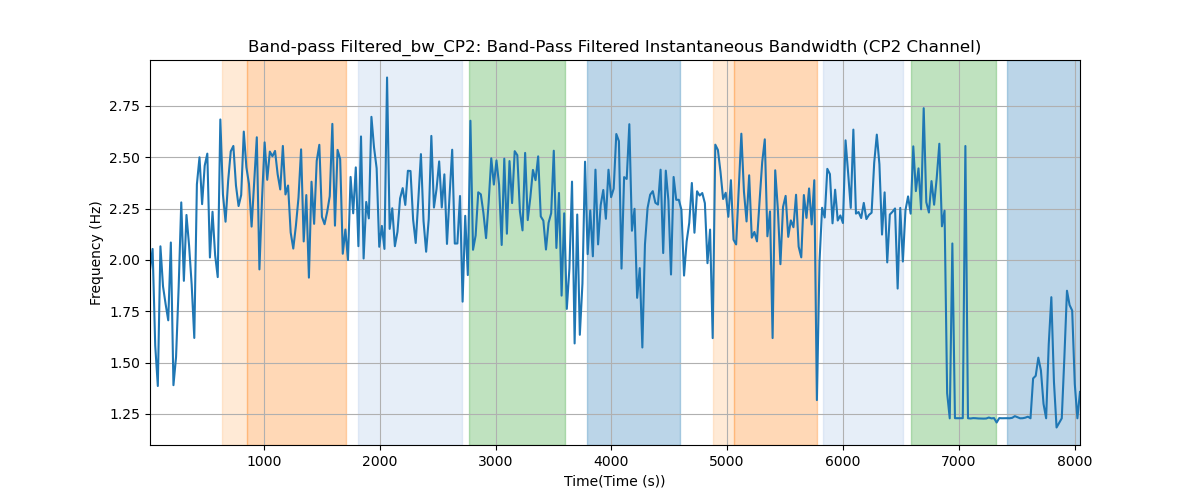 Band-pass Filtered_bw_CP2: Band-Pass Filtered Instantaneous Bandwidth (CP2 Channel)
2.75
2.50
2.25
2.00
1.75
1.50
1.25
Frequency (Hz)
1000 2000 3000 4000 5000 6000 7000 8000
Time(Time (s))